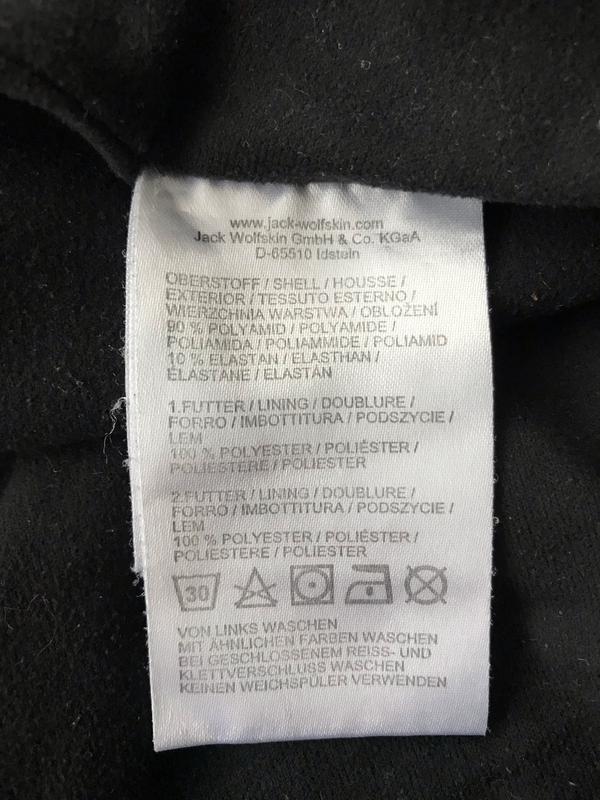 www.jack-wolfskin.com
Jack Wolfskin GmbH & Co. KGaA
D-65510 Idstein
OBERSTOFF / SHELL / HOUSSE /
EXTERIOR / TESSUTO ESTERNO /
WIERZCHNIA WARSTWA / OBLOŽENÍ
90 % POLYAMID / POLYAMIDE /
POLIAMIDA / POLIAMMIDE / POLIAMID
10 % ELASTAN / ELASTHAN /
ÉLASTANE / ELASTÁN
1.FUTTER / LINING / DOUBLURE /
FORRO / IMBOTTITURA / PODSZYCIE /
LEM
100 % POLYESTER / POLIÉSTER /
POLIESTERE / POLIESTER
2.FUTTER / LINING / DOUBLURE /
FORRO / IMBOTTITURA / PODSZYCIE /
LEM
100 % POLYESTER / POLIÉSTER /
POLIESTERE / POLIESTER
30
VON LINKS WASCHEN
MIT ÄHNLICHEN FARBEN WASCHEN
BEI GESCHLOSSENEM REISS- UND
KLETTVERSCHLUSS WASCHEN
KEINEN WEICHSPÜLER VERWENDEN